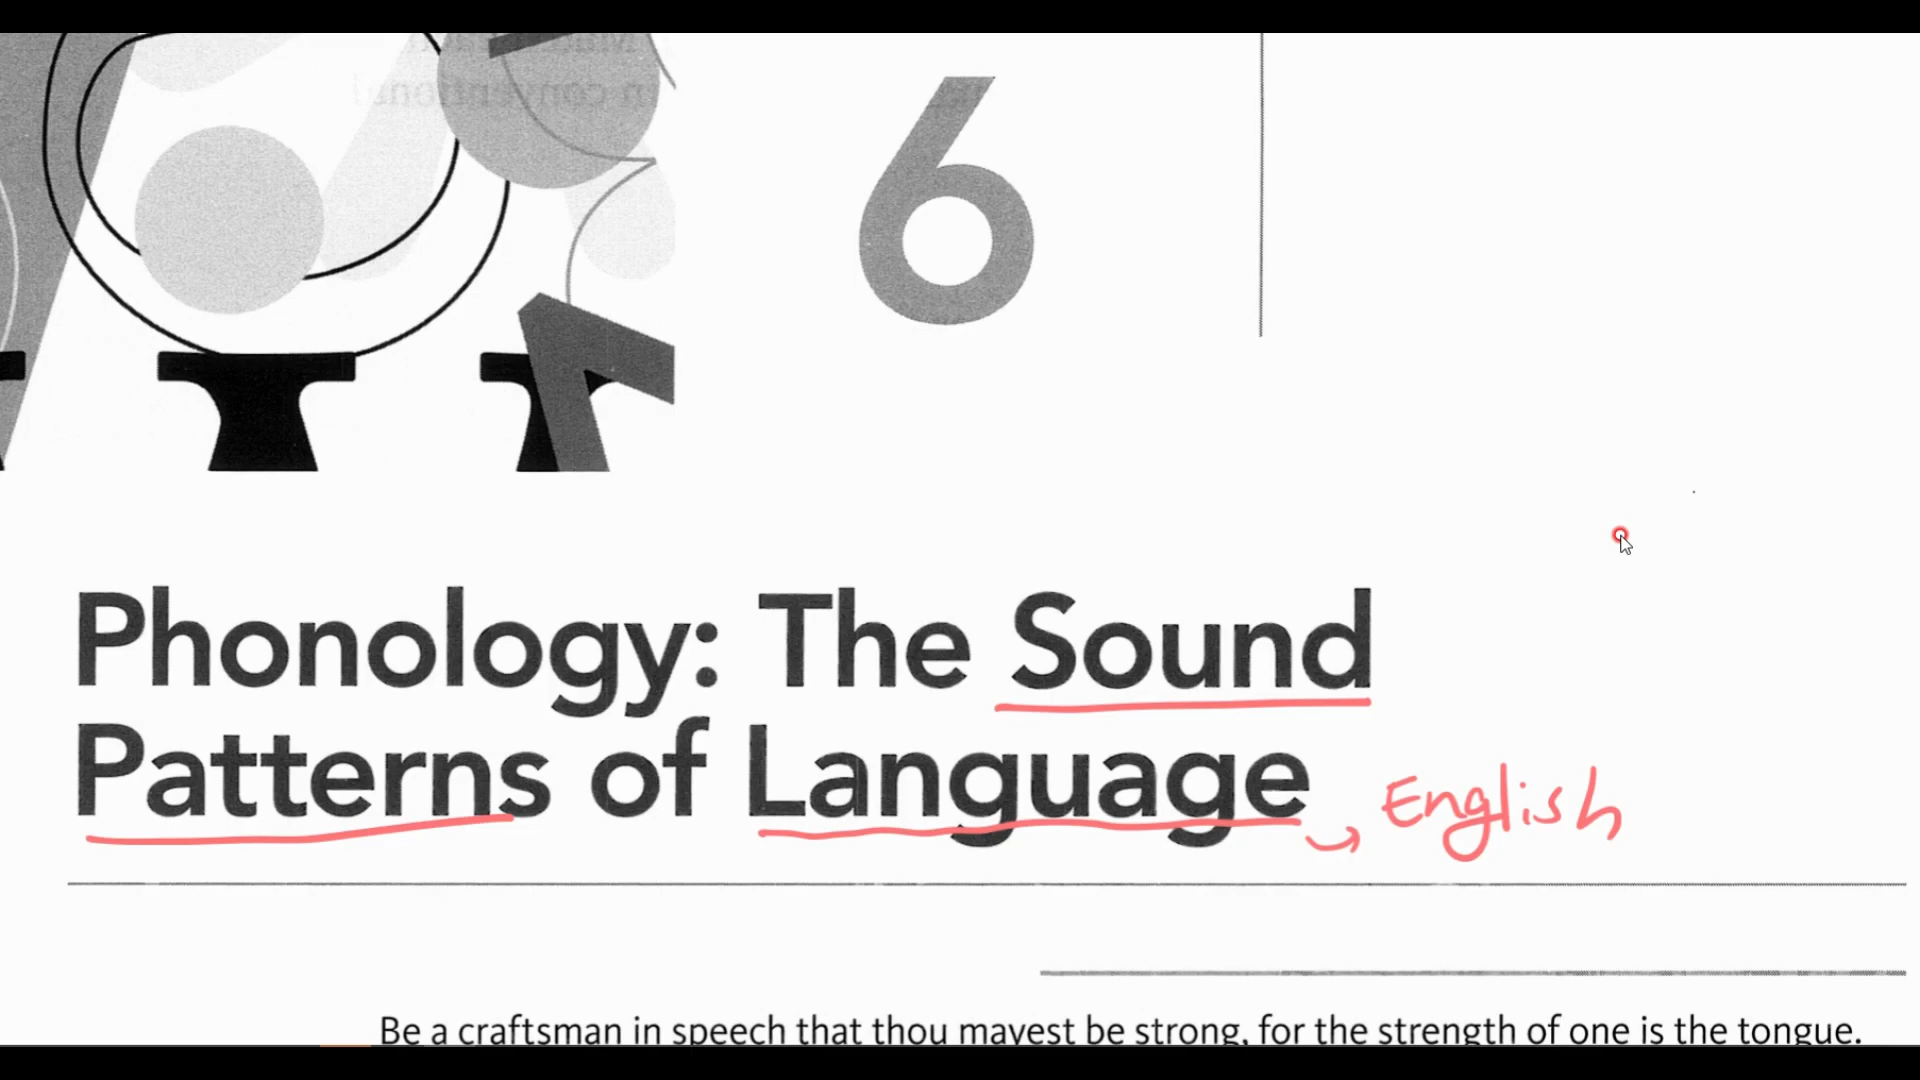 6
Phonology: The Sound
Patterns of Language
English
Be a craftsman in speech that thou mayest be strong, for the strength of one is the tongue.